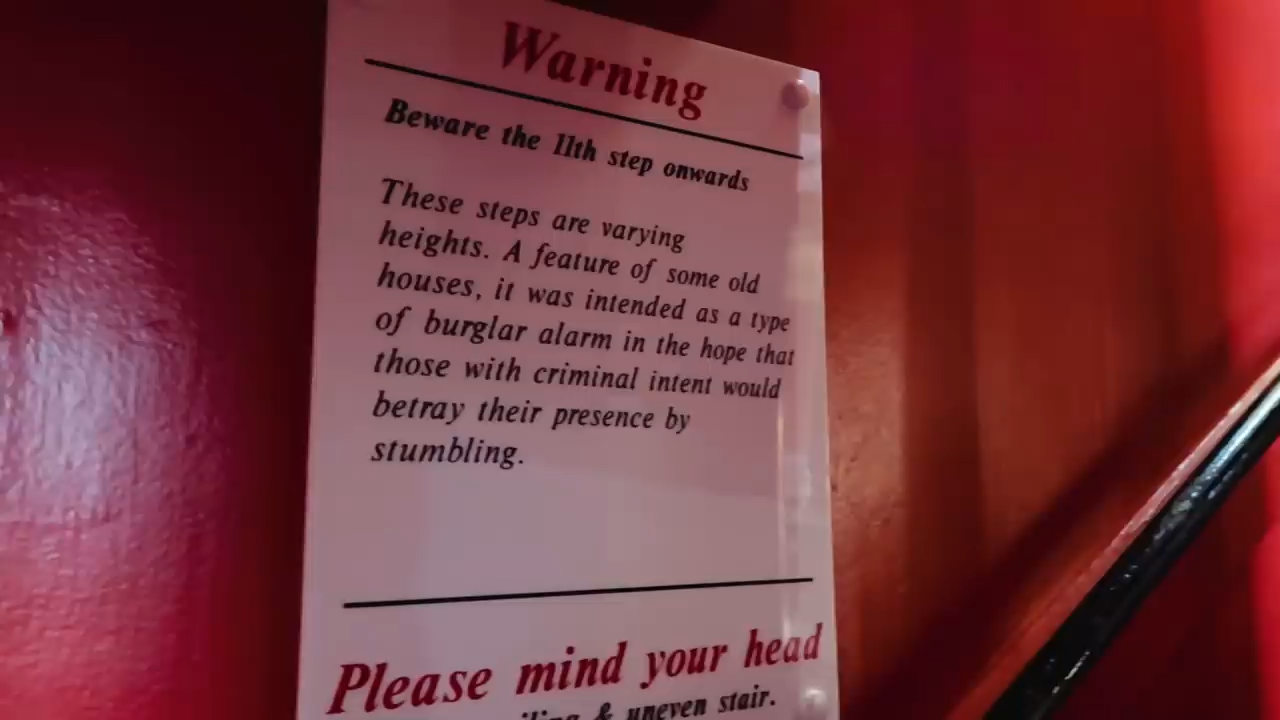 Warning
Beware the 11th step onwards
These steps are varying
heights. A feature of some old
houses, it was intended as a type
of burglar alarm in the hope that
those with criminal intent would
betray their presence by
stumbling.
Please mind your head
& uneven stair.